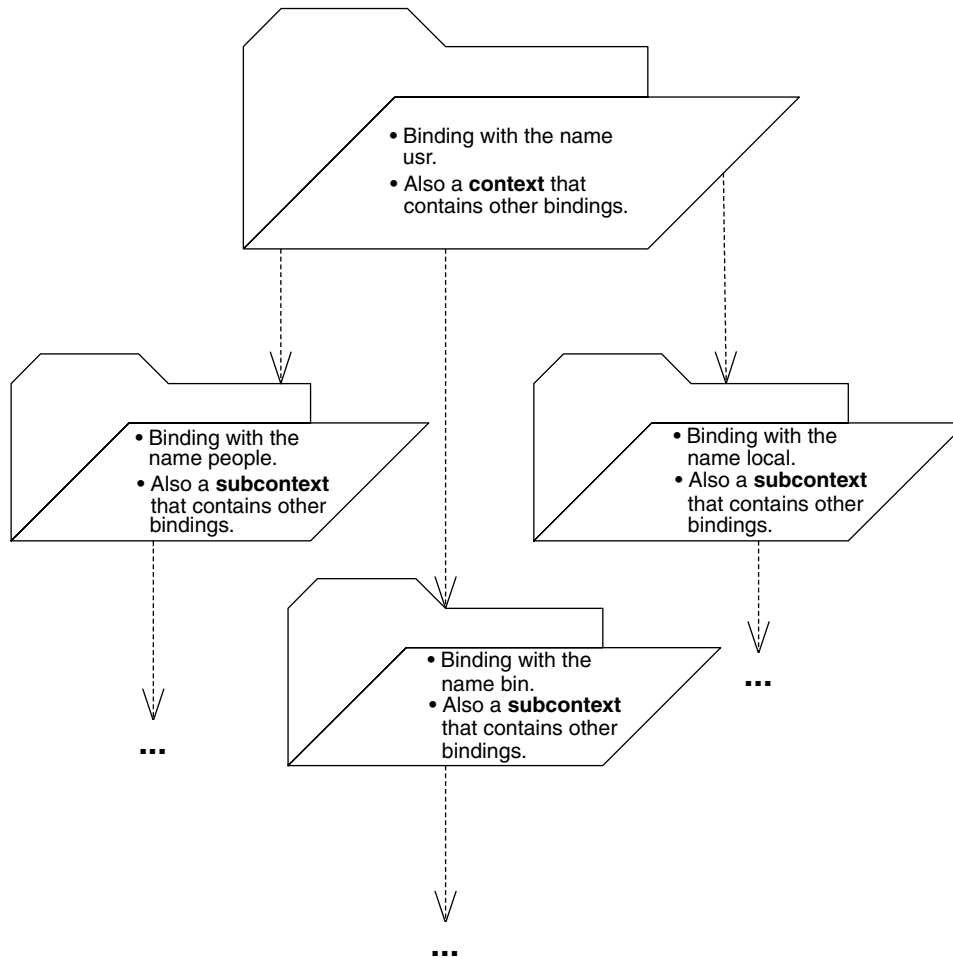 • Binding with the name
usr.
• Also a context that
contains other bindings.
• Binding with the
name people.
• Also a subcontext
that contains other
bindings.
• Binding with the
name local.
• Also a subcontext
that contains other
bindings.
• Binding with the
name bin.
• Also a subcontext
that contains other
bindings.
...
...
...